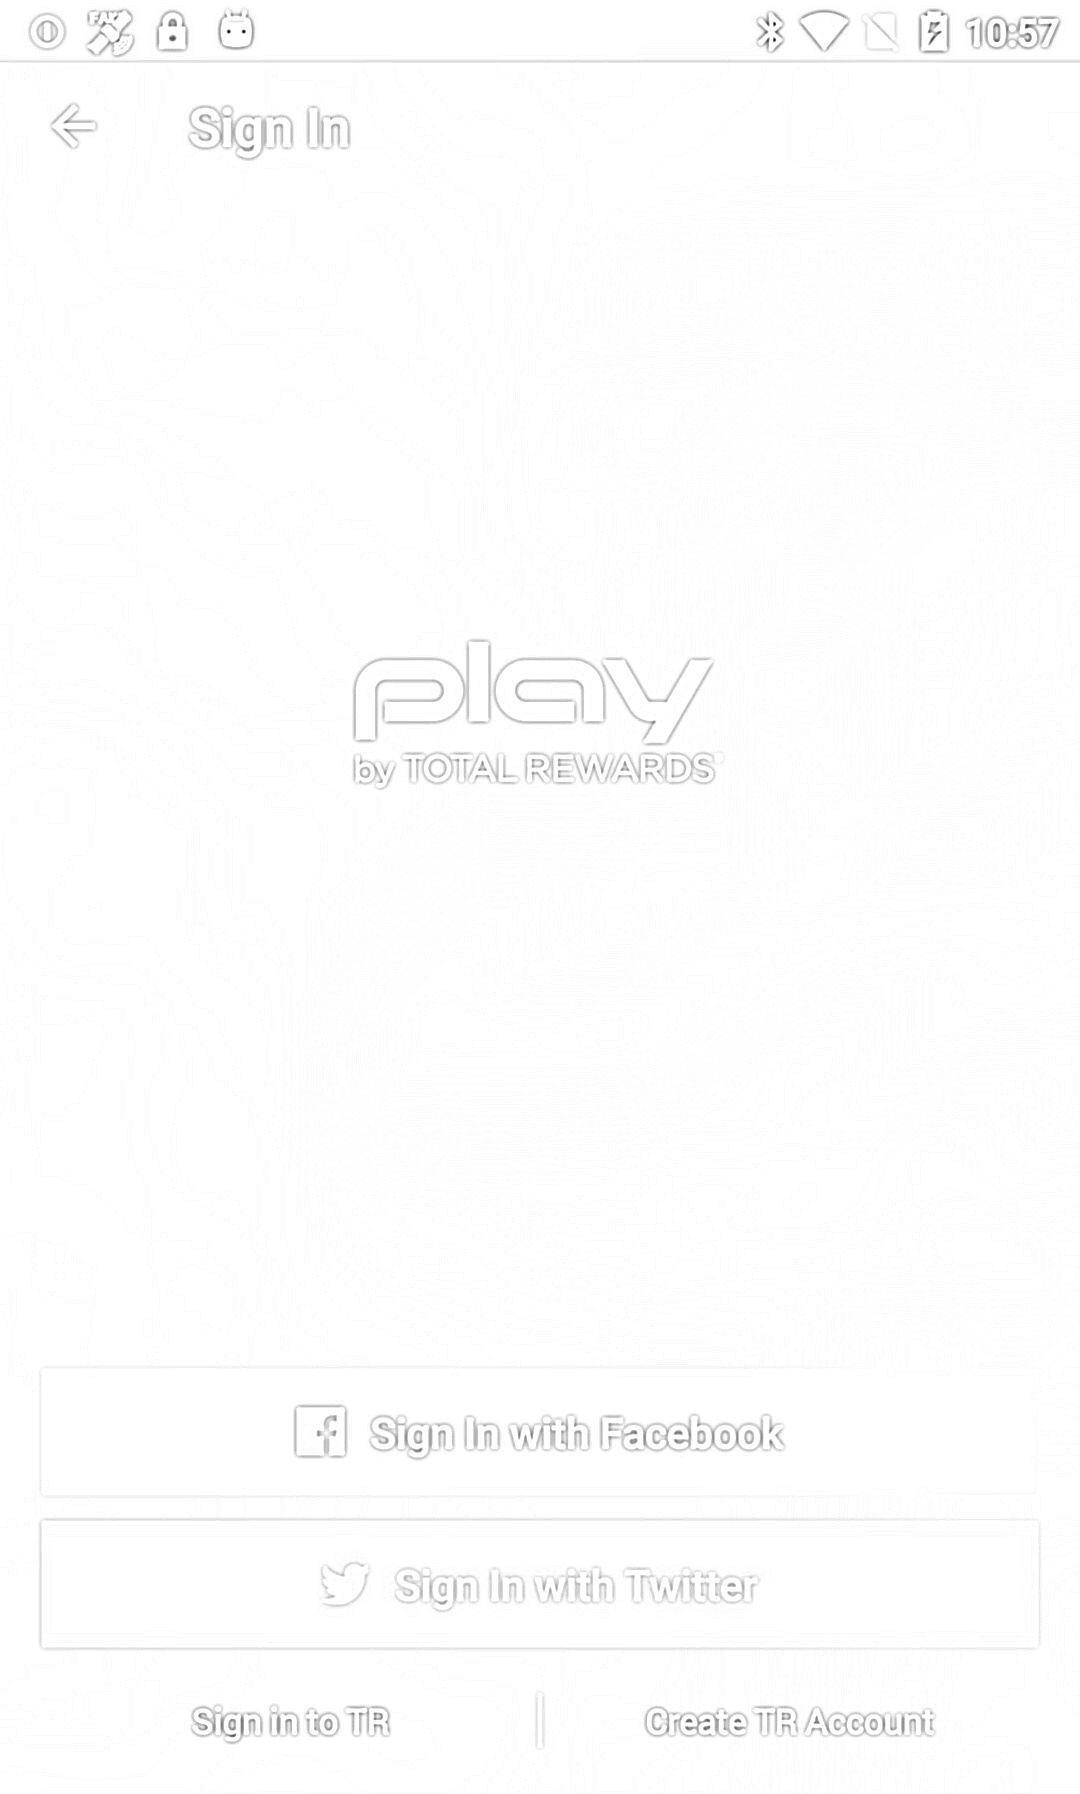 FAKE
10:57
Sign In
play
by TOTAL REWARDS
Sign In with Facebook
Sign In with Twitter
Sign in to TR
Create TR Account